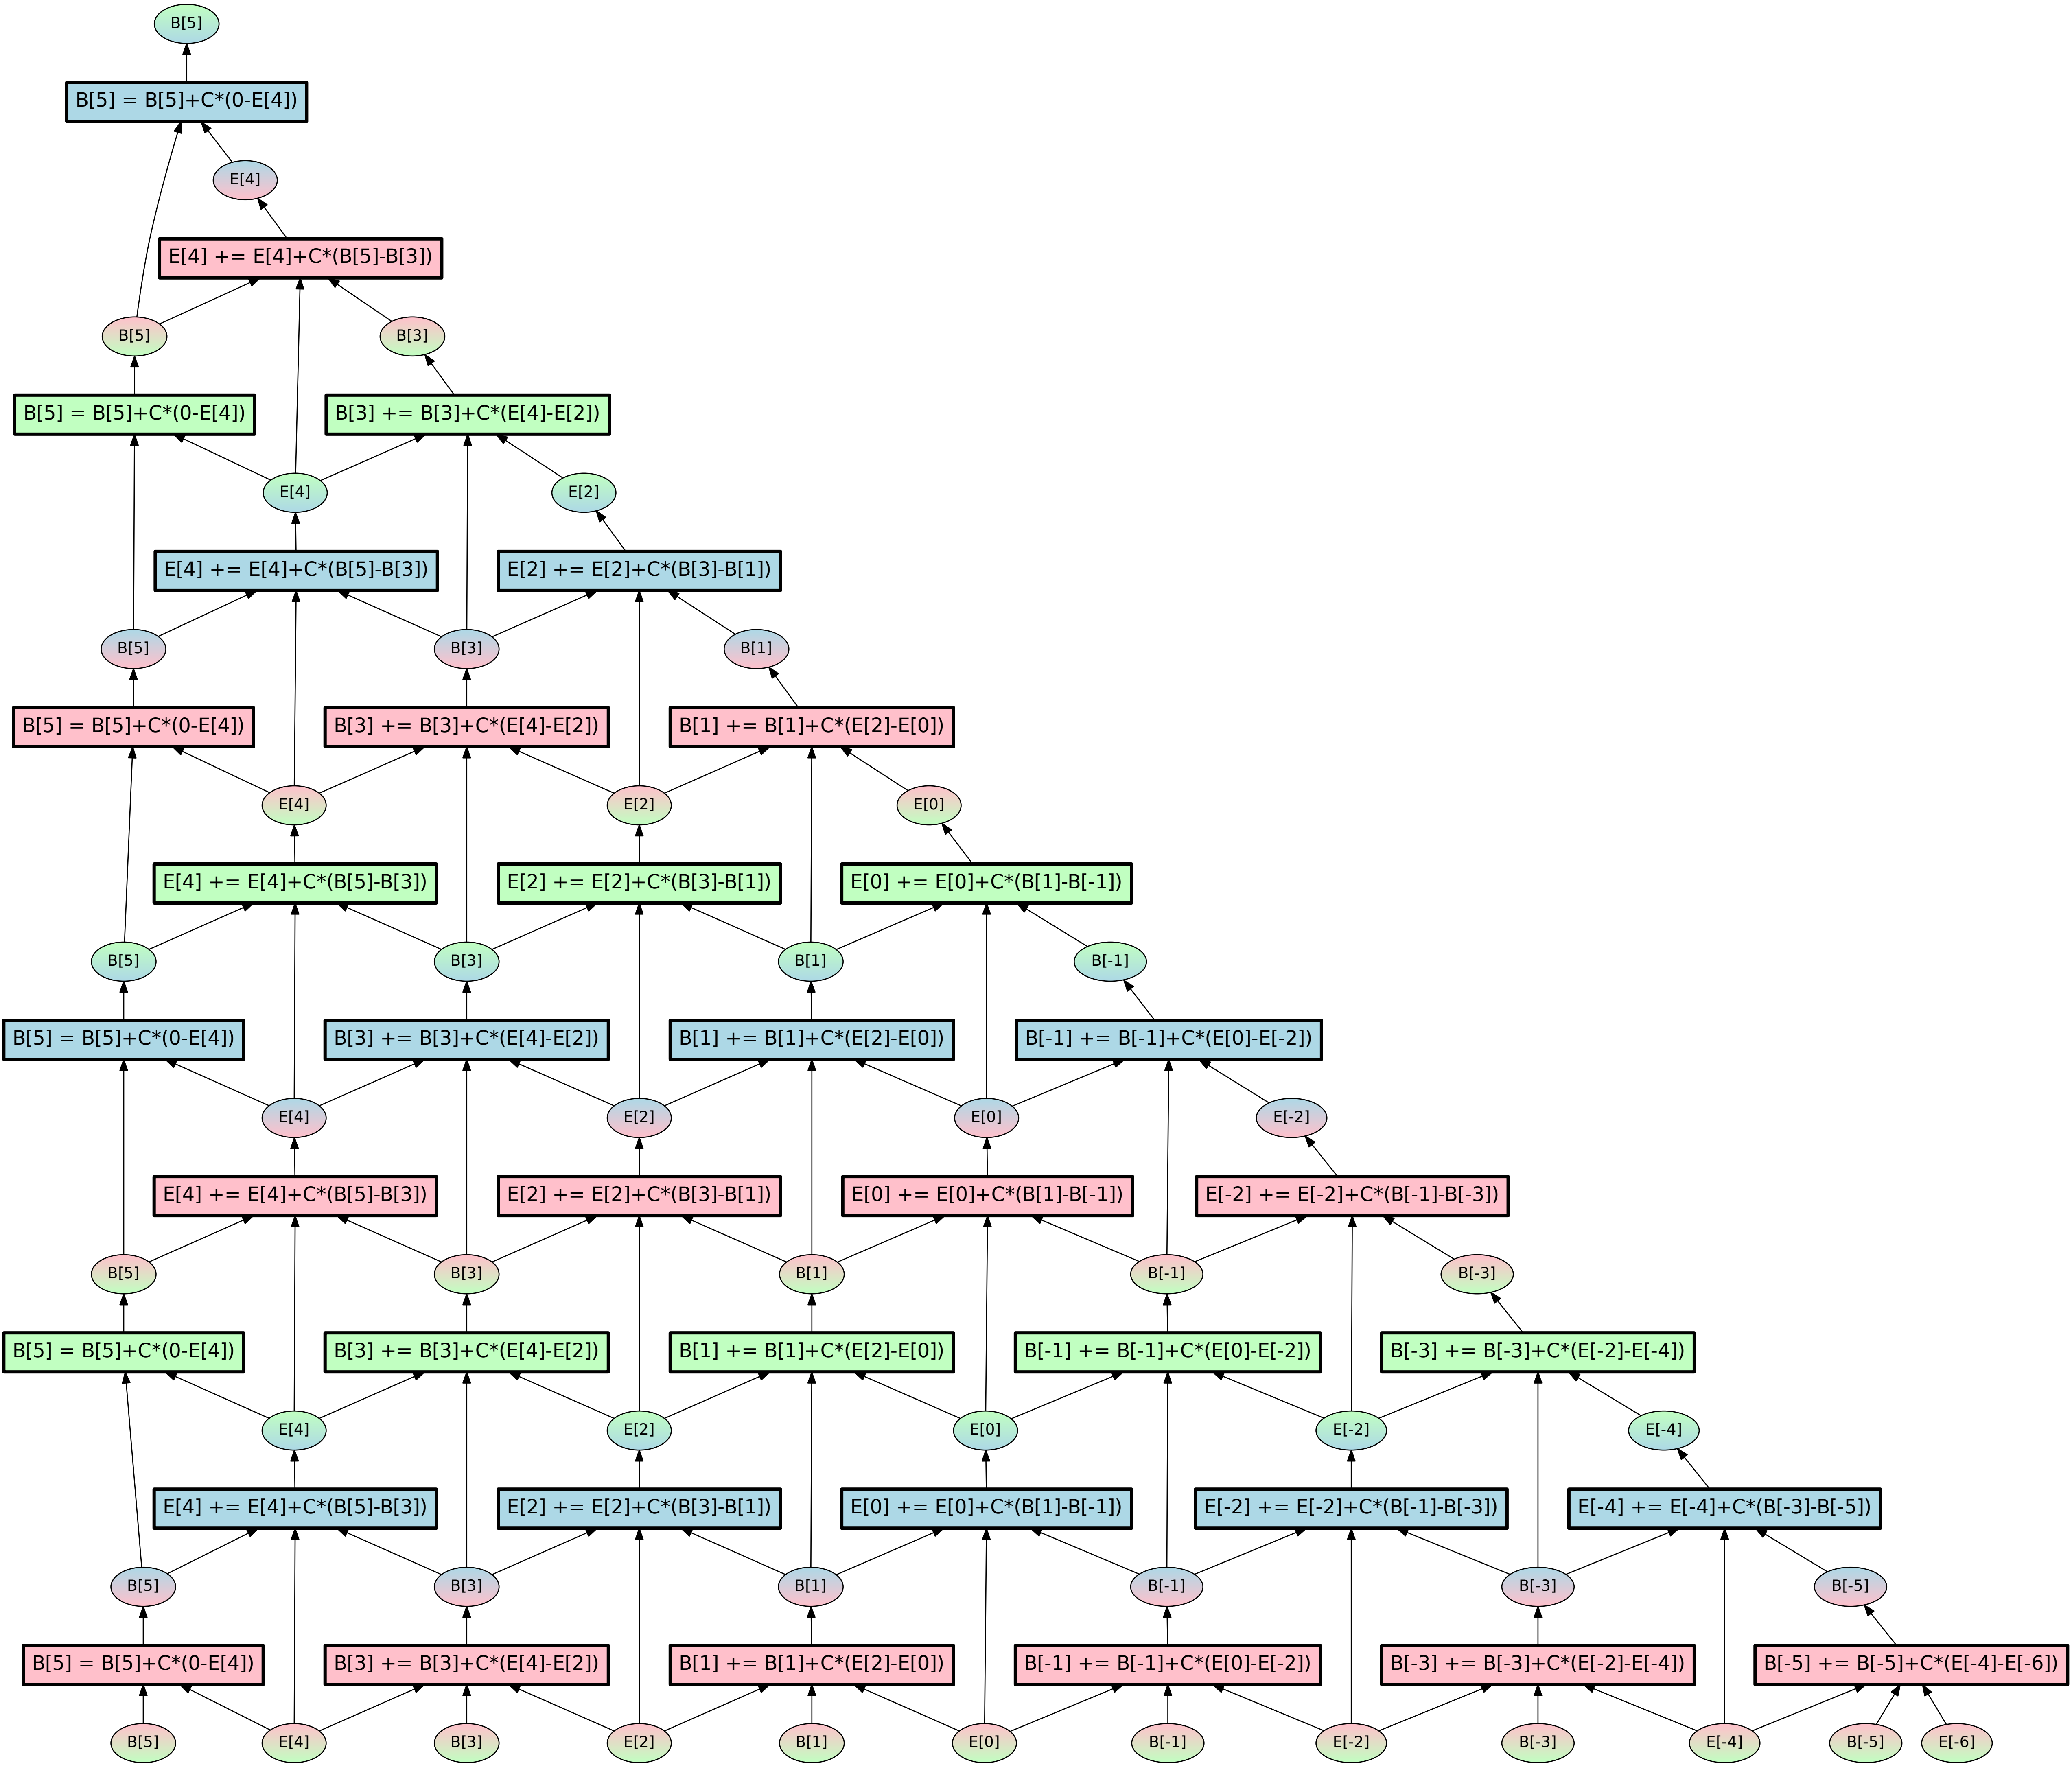 B[5]
B[5] = B[5]+C*(0-E[4])
E[4]
E[4] += E[4]+C*(B[5]-B[3])
B[5] B[3]
B[5] = B[5]+C*(0-E[4]) B[3] += B[3]+C*(E[4]-E[2])
E[4] E[2]
E[4] += E[4]+C*(B[5]-B[3]) E[2] += E[2]+C*(B[3]-B[1])
B[5] B[3] B[1]
B[5] = B[5]+C*(0-E[4]) B[3] += B[3]+C*(E[4]-E[2]) B[1] += B[1]+C*(E[2]-E[0])
E[4] E[2] E[0]
E[4] += E[4]+C*(B[5]-B[3]) E[2] += E[2]+C*(B[3]-B[1]) E[0] += E[0]+C*(B[1]-B[-1])
B[5] B[3] B[1] B[-1]
B[5] = B[5]+C*(0-E[4]) B[3] += B[3]+C*(E[4]-E[2]) B[1] += B[1]+C*(E[2]-E[0]) B[-1] += B[-1]+C*(E[0]-E[-2])
E[4] E[2] E[0] E[-2]
E[4] += E[4]+C*(B[5]-B[3]) E[2] += E[2]+C*(B[3]-B[1]) E[0] += E[0]+C*(B[1]-B[-1]) E[-2] += E[-2]+C*(B[-1]-B[-3])
B[5] B[3] B[1] B[-1] B[-3]
B[5] = B[5]+C*(0-E[4]) B[3] += B[3]+C*(E[4]-E[2]) B[1] += B[1]+C*(E[2]-E[0]) B[-1] += B[-1]+C*(E[0]-E[-2]) B[-3] += B[-3]+C*(E[-2]-E[-4])
E[4] E[2] E[0] E[-2] E[-4]
E[4] += E[4]+C*(B[5]-B[3]) E[2] += E[2]+C*(B[3]-B[1]) E[0] += E[0]+C*(B[1]-B[-1]) E[-2] += E[-2]+C*(B[-1]-B[-3]) E[-4] += E[-4]+C*(B[-3]-B[-5])
B[5] B[3] B[1] B[-1] B[-3] B[-5]
B[5] = B[5]+C*(0-E[4]) B[3] += B[3]+C*(E[4]-E[2]) B[1] += B[1]+C*(E[2]-E[0]) B[-1] += B[-1]+C*(E[0]-E[-2]) B[-3] += B[-3]+C*(E[-2]-E[-4]) B[-5] += B[-5]+C*(E[-4]-E[-6])
B[5] E[4] B[3] E[2] B[1] E[0] B[-1] E[-2] B[-3] E[-4] B[-5] E[-6]